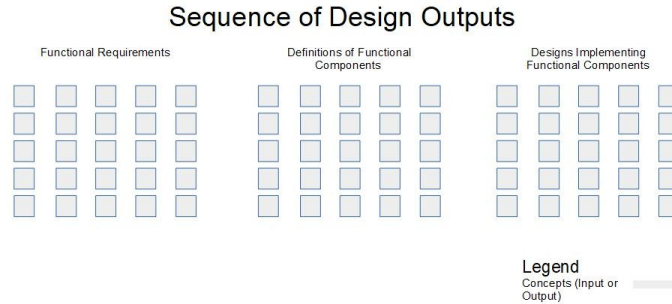 Sequence of Design Outputs
Functional Requirements
Definitions of Functional
Components
Designs Implementing
Functional Components
Legend
Concepts (Input or
Output)